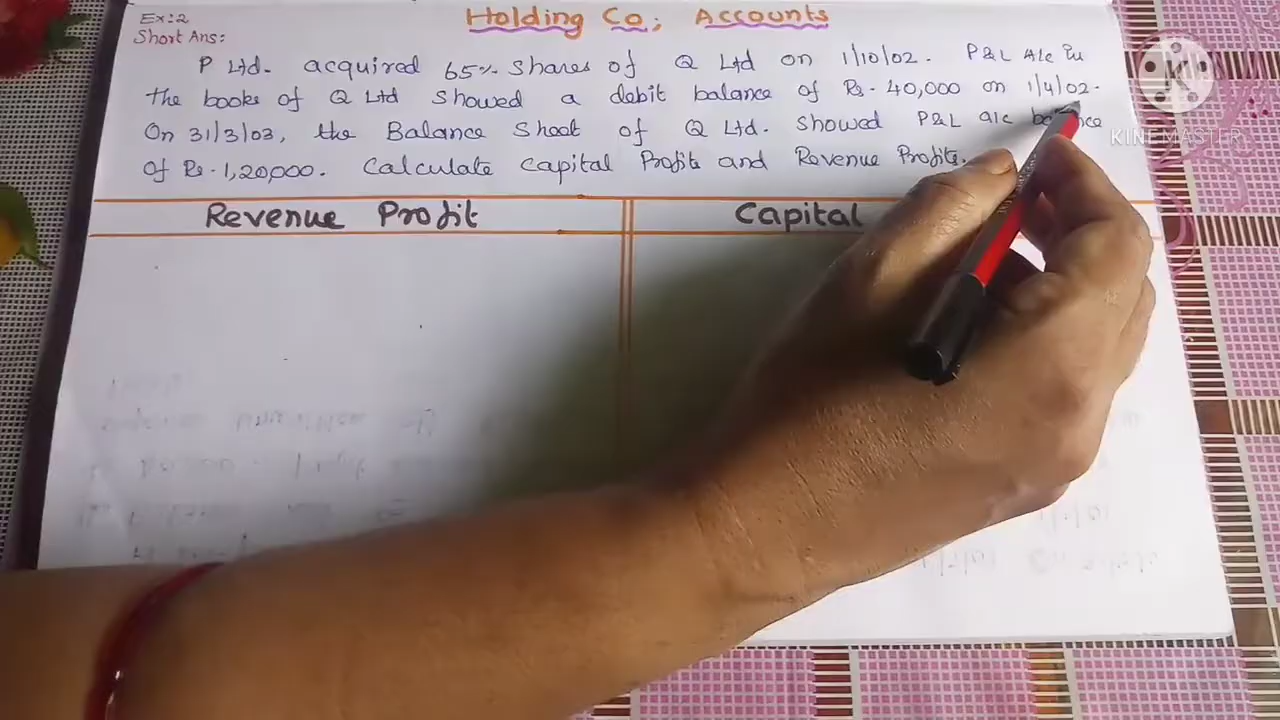 Ex:2
Holding Co; Accounts
Short Ans:
P Ltd. acquired 65% shares of Q Ltd on 1/10/02. P&L A/c in
the books of Q Ltd showed a debit balance of Rs. 40,000 on 1/4/02.
On 31/3/03, the Balance Sheet of Q Ltd. showed P&L a/c balance
of Rs. 1,20,000. Calculate Capital Profits and Revenue Profits.
Revenue Profit Capital
K
KINEMASTER